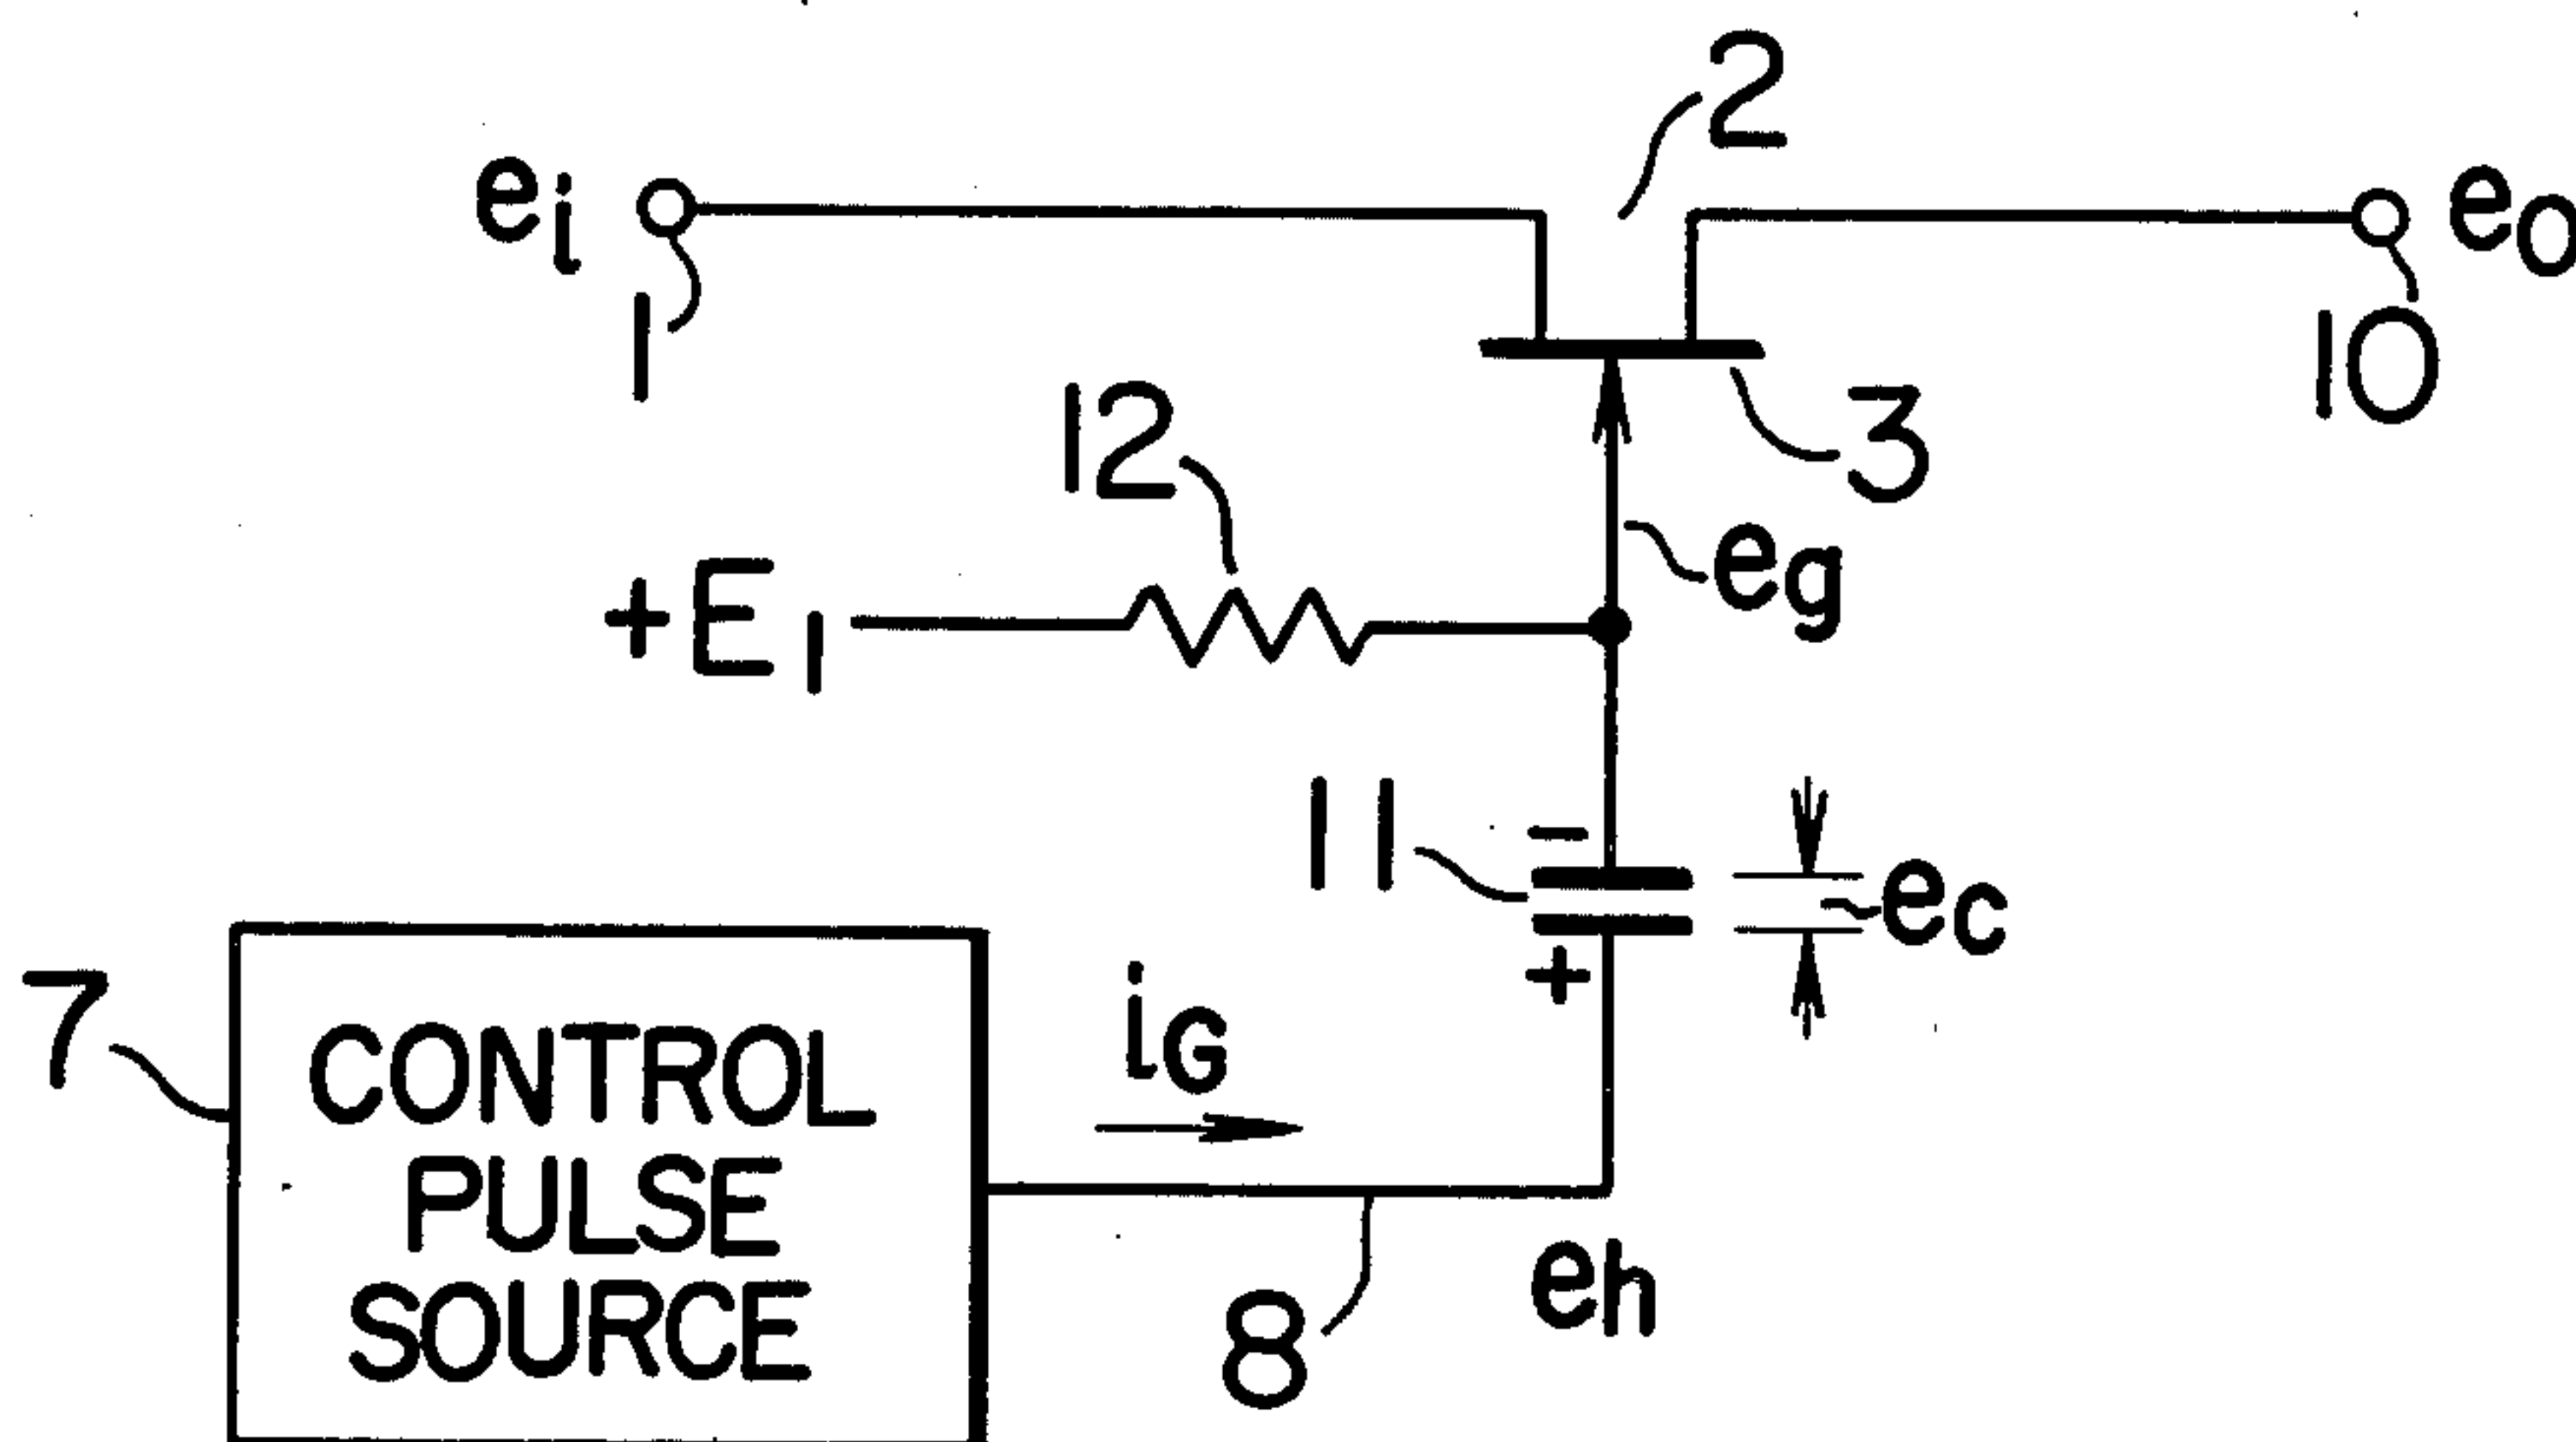 2
ei
eo
1
10
12
3
eg
+E1
11
-
ec
+
7
iG
CONTROL
PULSE
SOURCE
8
eh